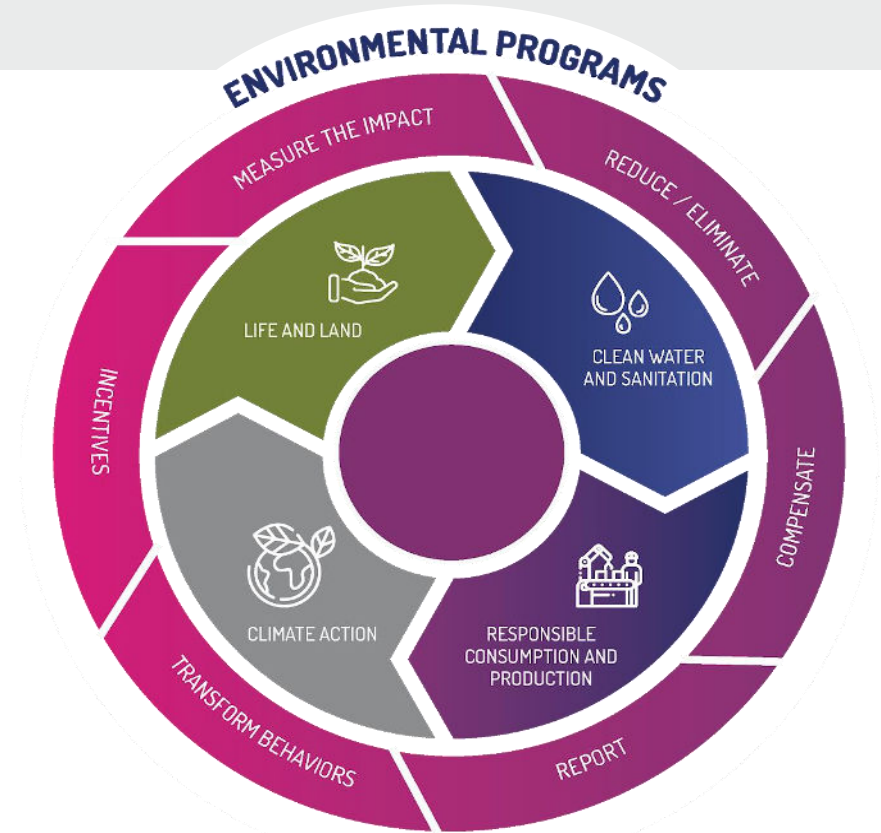 ENVIRONMENTAL PROGRAMS
MEASURE THE IMPACT
REDUCE / ELIMINATE
COMPENSATE
REPORT
TRANSFORM BEHAVIORS
INCENTIVES
LIFE AND LAND
CLEAN WATER
AND SANITATION
RESPONSIBLE
CONSUMPTION AND
PRODUCTION
CLIMATE ACTION